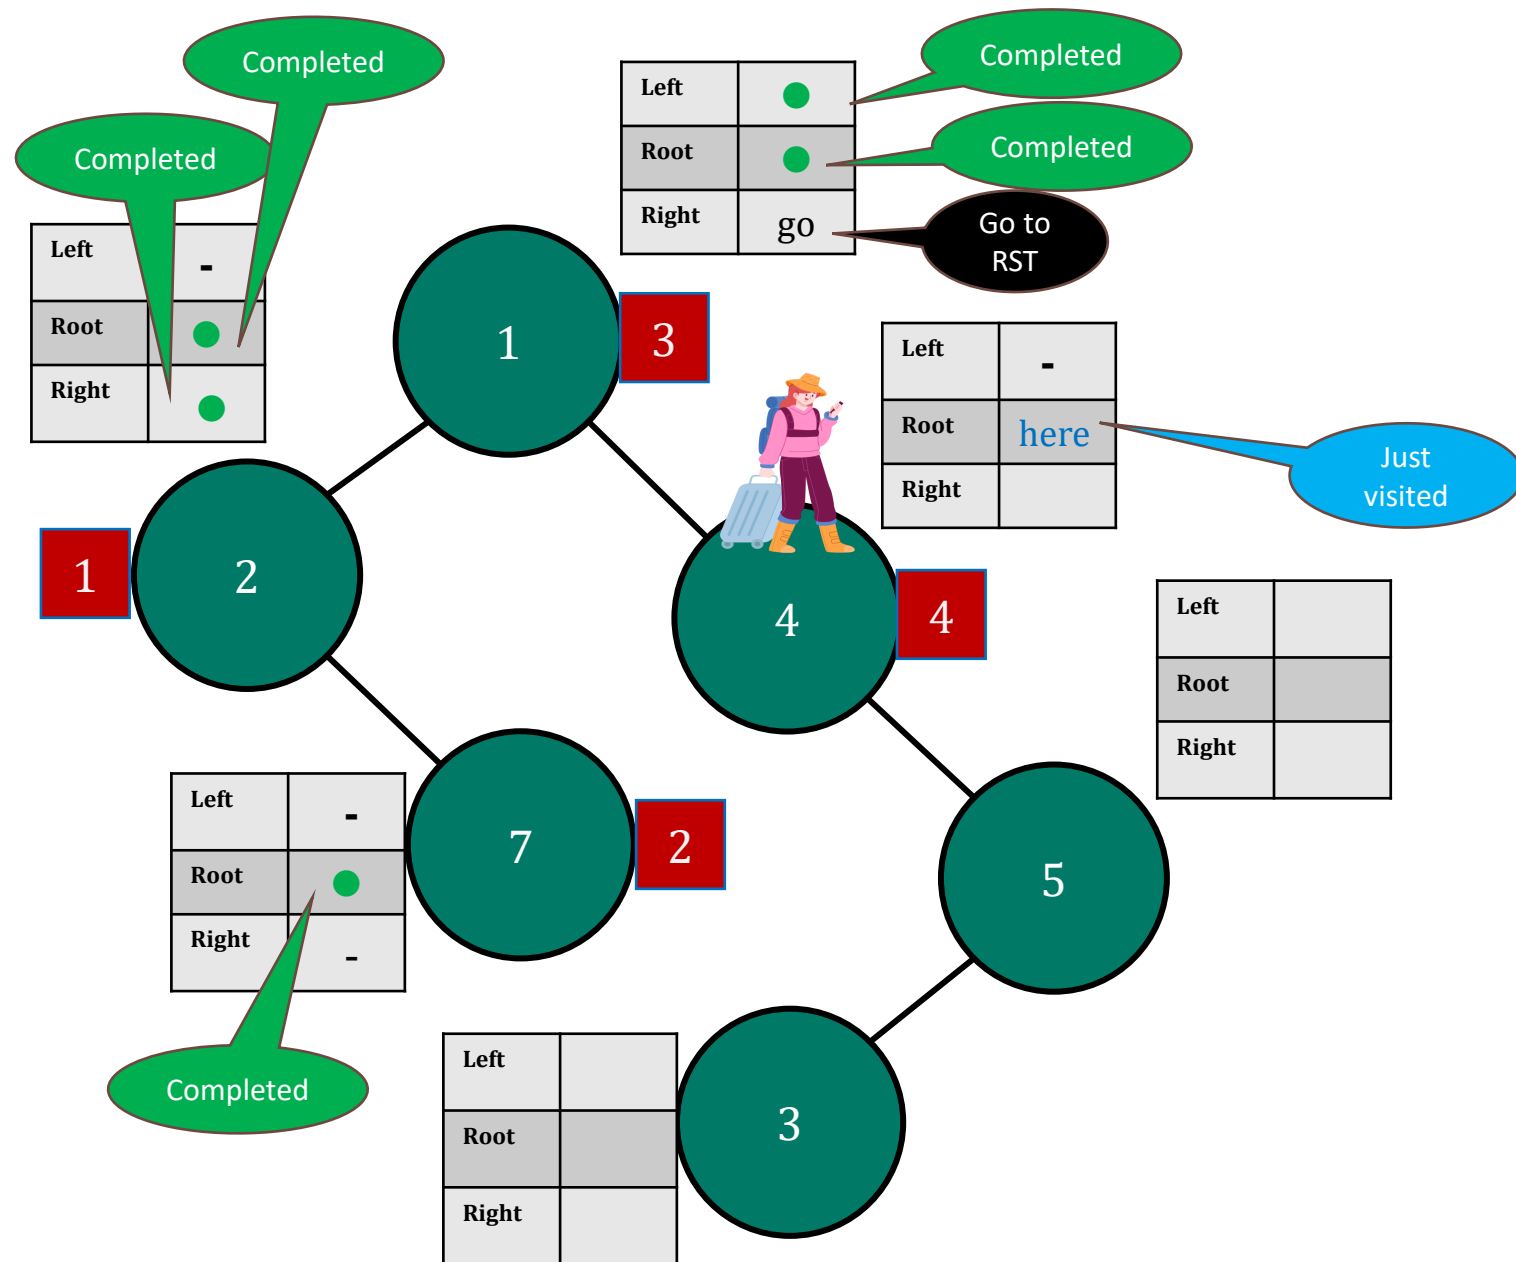 Completed
Completed
Left -
Root
Right
Left
Root
Right go
Completed
Completed
Go to
RST
1
3
Left -
Root here
Right
Just
visited
1
2
4
4
Left
Root
Right
Left -
Root
Right -
7
2
5
Completed
Left
Root
Right
3